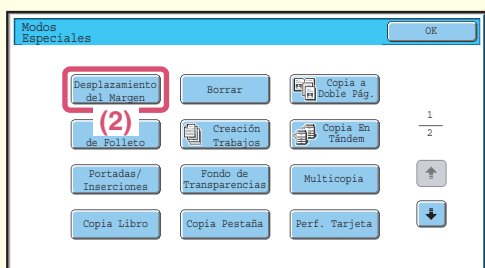 Modos
Especiales
OK
Desplazamiento
del Margen
Borrar
Copia a
Doble Pág.
(2)
de Folleto
Creación
Trabajos
Copia En
Tándem
1
2
Portadas/
Inserciones
Fondo de
Transparencias
Multicopia
Copia Libro
Copia Pestaña
Perf. Tarjeta